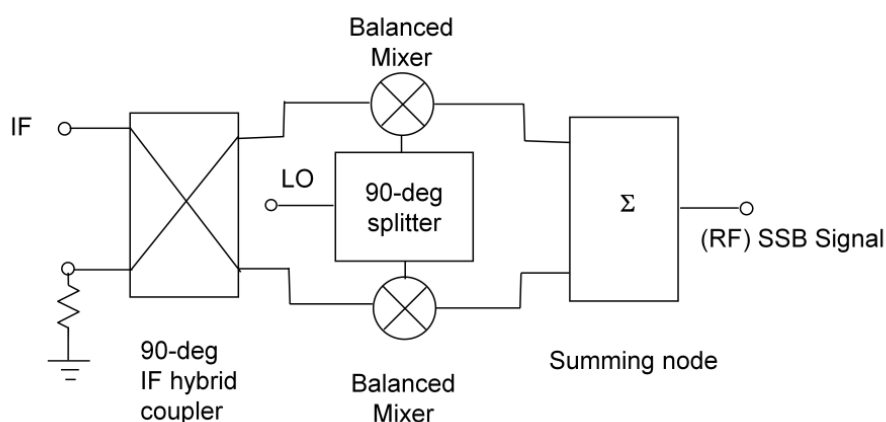 Balanced
Mixer
IF
LO
90-deg
splitter
Σ
(RF) SSB Signal
90-deg
IF hybrid
coupler
Balanced
Mixer
Summing node